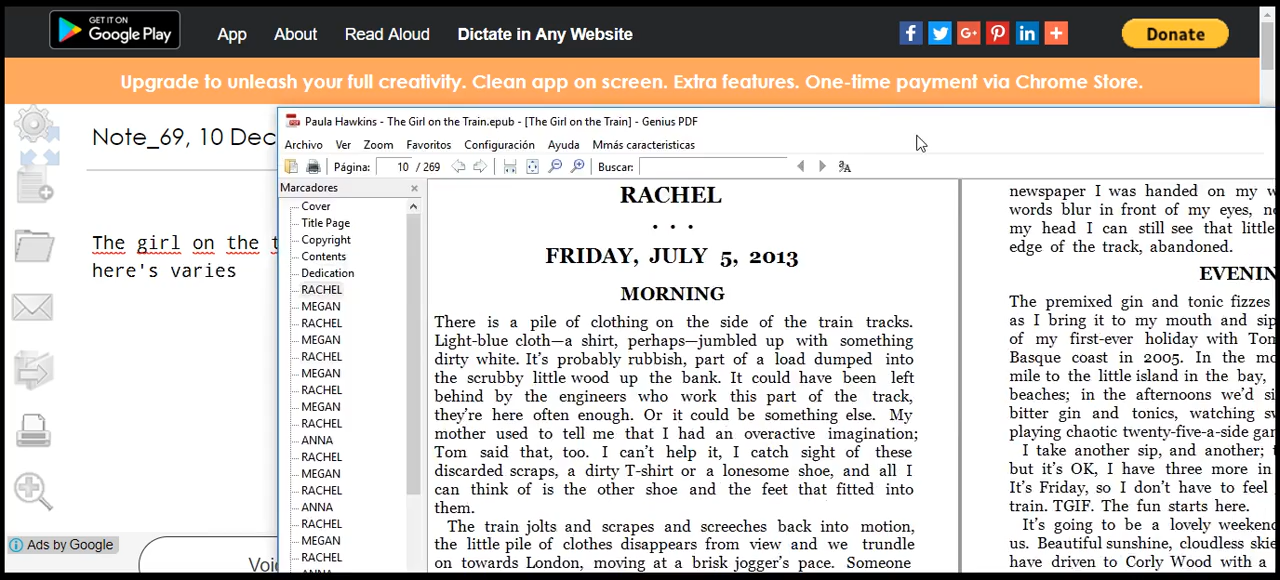 GET IT ON
Google Play
App About Read Aloud Dictate in Any Website
Donate
Upgrade to unleash your full creativity. Clean app on screen. Extra features. One-time payment via Chrome Store.
Note_69, 10 Dec
The girl on the t
here's varies
Ads by Google
Voi
Paula Hawkins - The Girl on the Train.epub - [The Girl on the Train] - Genius PDF
Archivo Ver Zoom Favoritos Configuración Ayuda Mmás características
Página: 10 / 269 Buscar:
Marcadores
Cover
Title Page
Copyright
Contents
Dedication
RACHEL
MEGAN
RACHEL
MEGAN
RACHEL
MEGAN
RACHEL
MEGAN
RACHEL
ANNA
RACHEL
MEGAN
RACHEL
ANNA
RACHEL
MEGAN
RACHEL
RACHEL
• • •
FRIDAY, JULY 5, 2013
MORNING
There is a pile of clothing on the side of the train tracks.
Light-blue cloth—a shirt, perhaps—jumbled up with something
dirty white. It's probably rubbish, part of a load dumped into
the scrubby little wood up the bank. It could have been left
behind by the engineers who work this part of the track,
they're here often enough. Or it could be something else. My
mother used to tell me that I had an overactive imagination;
Tom said that, too. I can't help it, I catch sight of these
discarded scraps, a dirty T-shirt or a lonesome shoe, and all I
can think of is the other shoe and the feet that fitted into
them.
The train jolts and scrapes and screeches back into motion,
the little pile of clothes disappears from view and we trundle
on towards London, moving at a brisk jogger's pace. Someone
newspaper I was handed on my w
words blur in front of my eyes, ne
my head I can still see that little
edge of the track, abandoned.
EVENIN
The premixed gin and tonic fizzes
as I bring it to my mouth and sip
of my first-ever holiday with Tom
Basque coast in 2005. In the mo
mile to the little island in the bay,
beaches; in the afternoons we'd si
bitter gin and tonics, watching sw
playing chaotic twenty-five-a-side gar
I take another sip, and another; t
but it's OK, I have three more in
It's Friday, so I don't have to feel
train. TGIF. The fun starts here.
It's going to be a lovely weekend
us. Beautiful sunshine, cloudless skie
have driven to Corly Wood with a